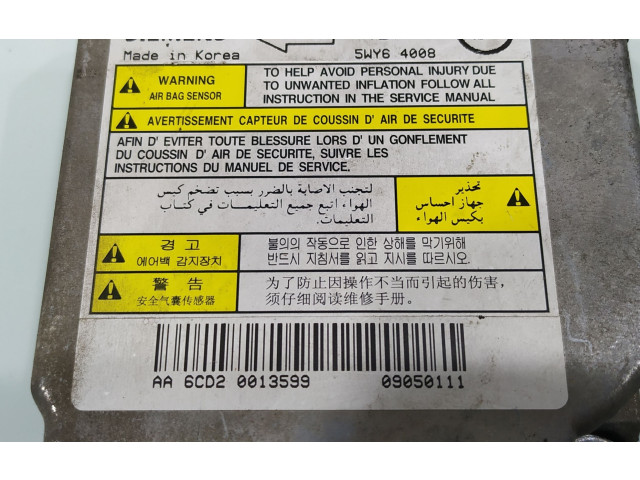 Made in Korea
5WY6 4008
WARNING
AIR BAG SENSOR
TO HELP AVOID PERSONAL INJURY DUE
TO UNWANTED INFLATION FOLLOW ALL
INSTRUCTION IN THE SERVICE MANUAL
AVERTISSEMENT CAPTEUR DE COUSSIN D' AIR DE SECURITE
AFIN D' EVITER TOUTE BLESSURE LORS D' UN GONFLEMENT
DU COUSSIN D' AIR DE SECURITE, SUIVRE LES
INSTRUCTIONS DU MANUEL DE SERVICE.
تحذير
جهاز احساس
بكيس الهواء
لتجنب الاصابة بالضرر بسبب تضخم كيس
الهواء اتبع جميع التعليمات في كتاب
التعليمات.
경 고
에어백 감지장치
불의의 작동으로 인한 상해를 막기위해
반드시 지침서를 읽고 지시를 따르십시오.
警 告
安全气囊传感器
为了防止因操作不当而引起的伤害,
须仔细阅读维修手册.
AA 6CD2 0013599
09050111